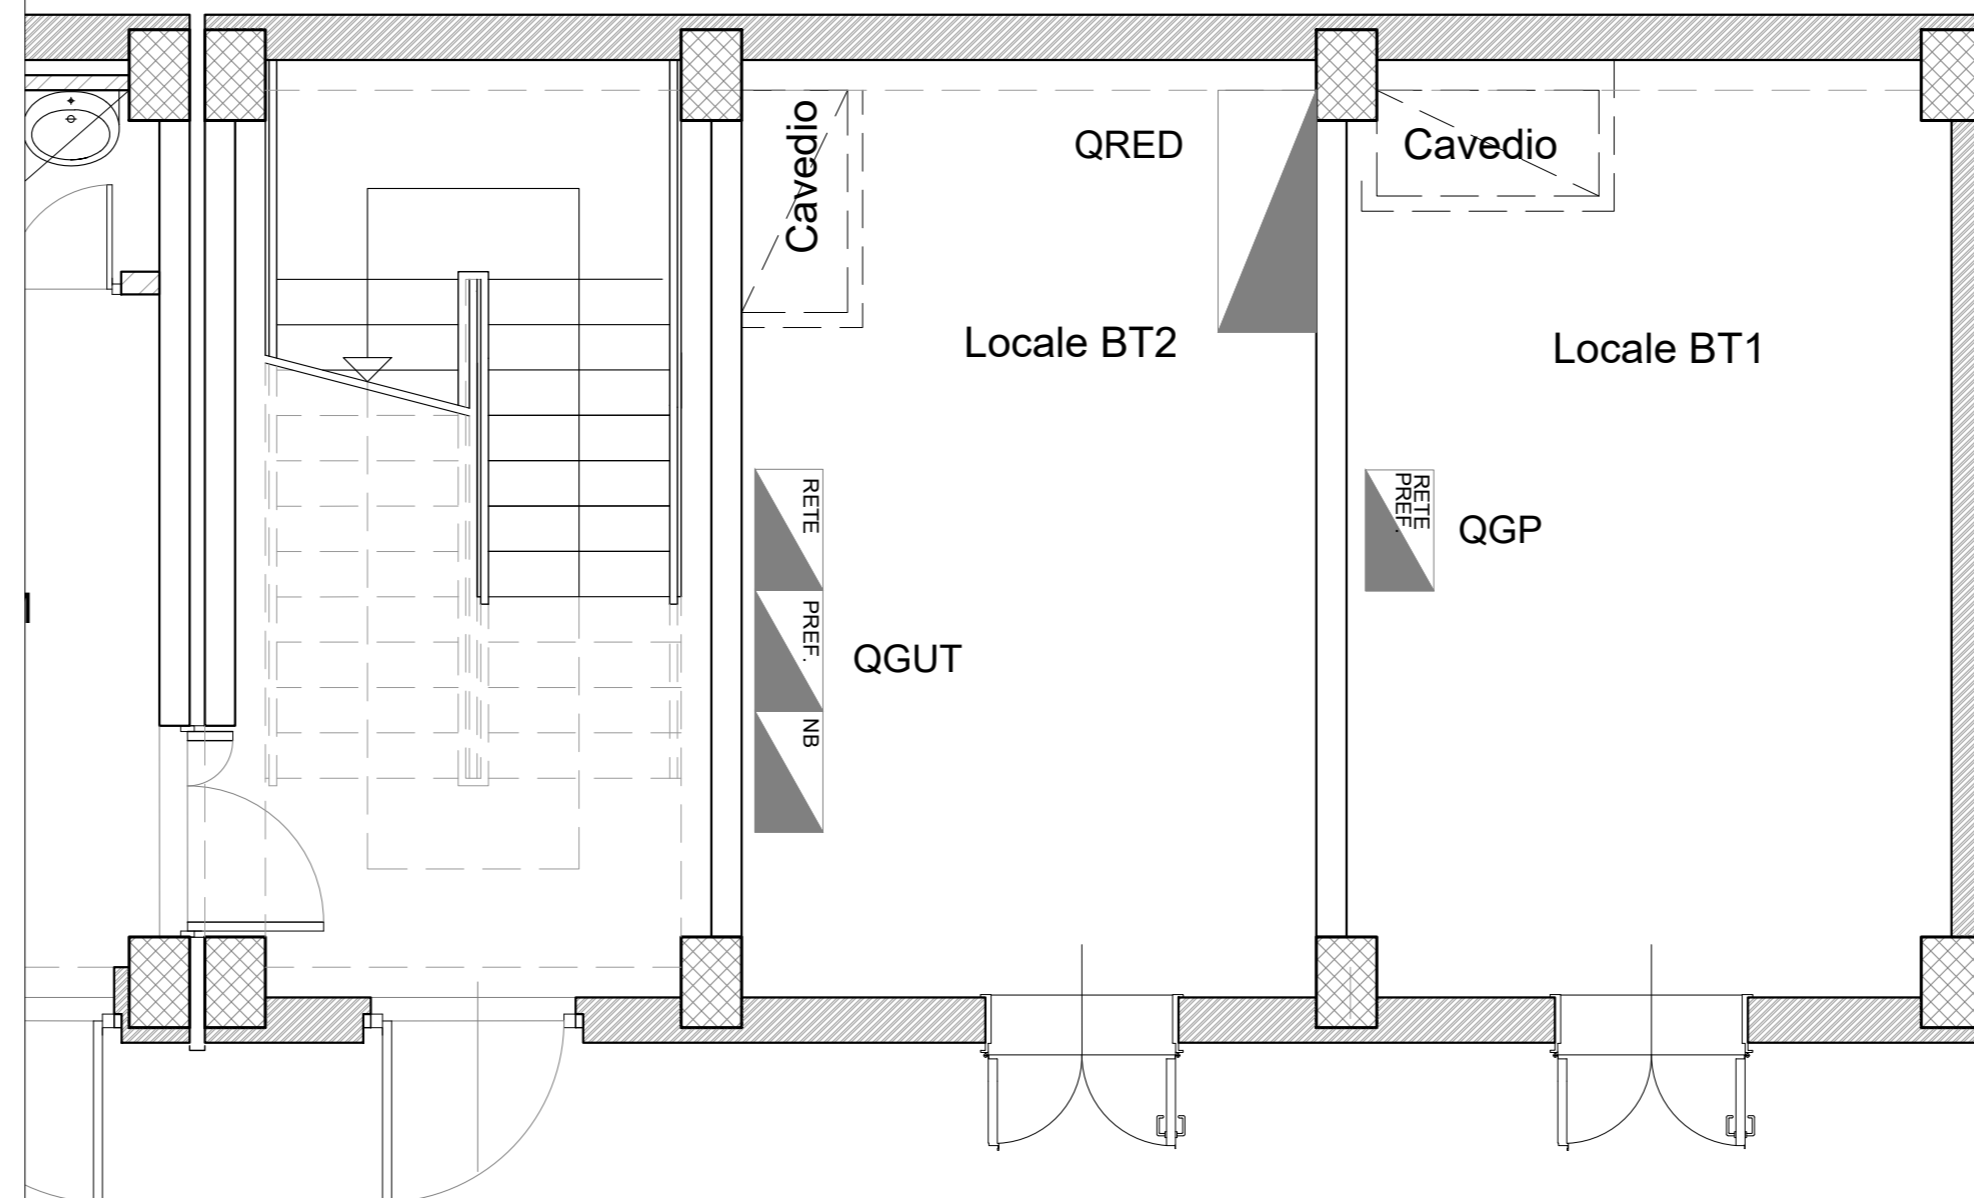 Cavedio
QRED
Cavedio
Locale BT2
Locale BT1
RETE
PREF.
NB
QGUT
RETE
PREF.
QGP